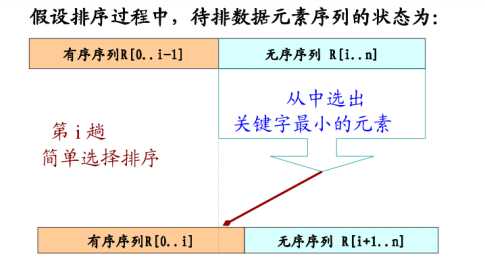 假设排序过程中，待排数据元素序列的状态为：
有序序列R[0..i-1]
无序序列 R[i..n]
从中选出
关键字最小的元素
第 i 趟
简单选择排序
有序序列R[0..i]
无序序列 R[i+1..n]